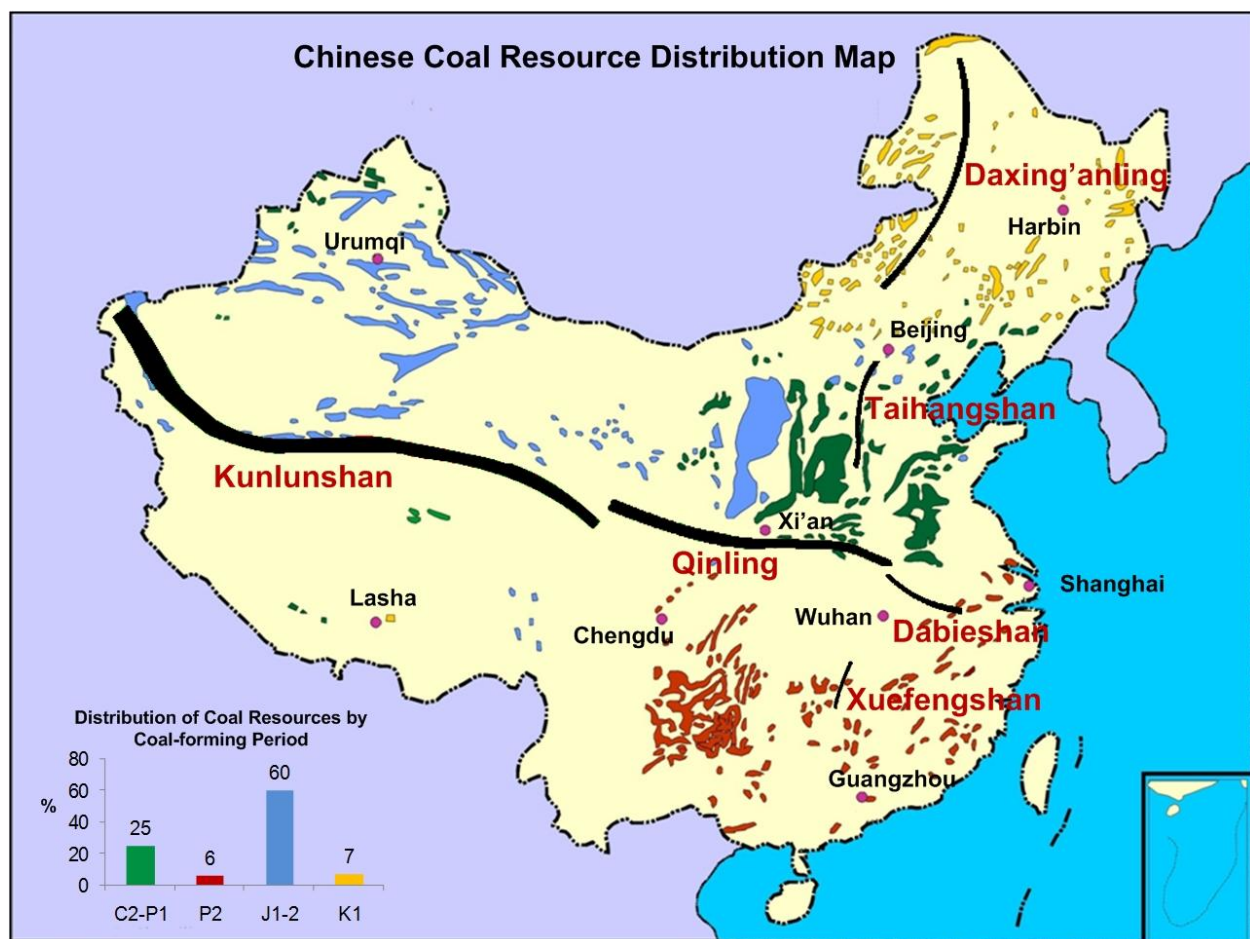 Chinese Coal Resource Distribution Map
Daxing'anling
Harbin
Urumqi
Beijing
Taihangshan
Kunlunshan
Xi'an
Qinling
Shanghai
Lasha
Wuhan
Chengdu
Dabieshan
Xuefengshan
Guangzhou
Distribution of Coal Resources by
Coal-forming Period
80
60
40
20
0
%
25
6
60
7
C2-P1
P2
J1-2
K1